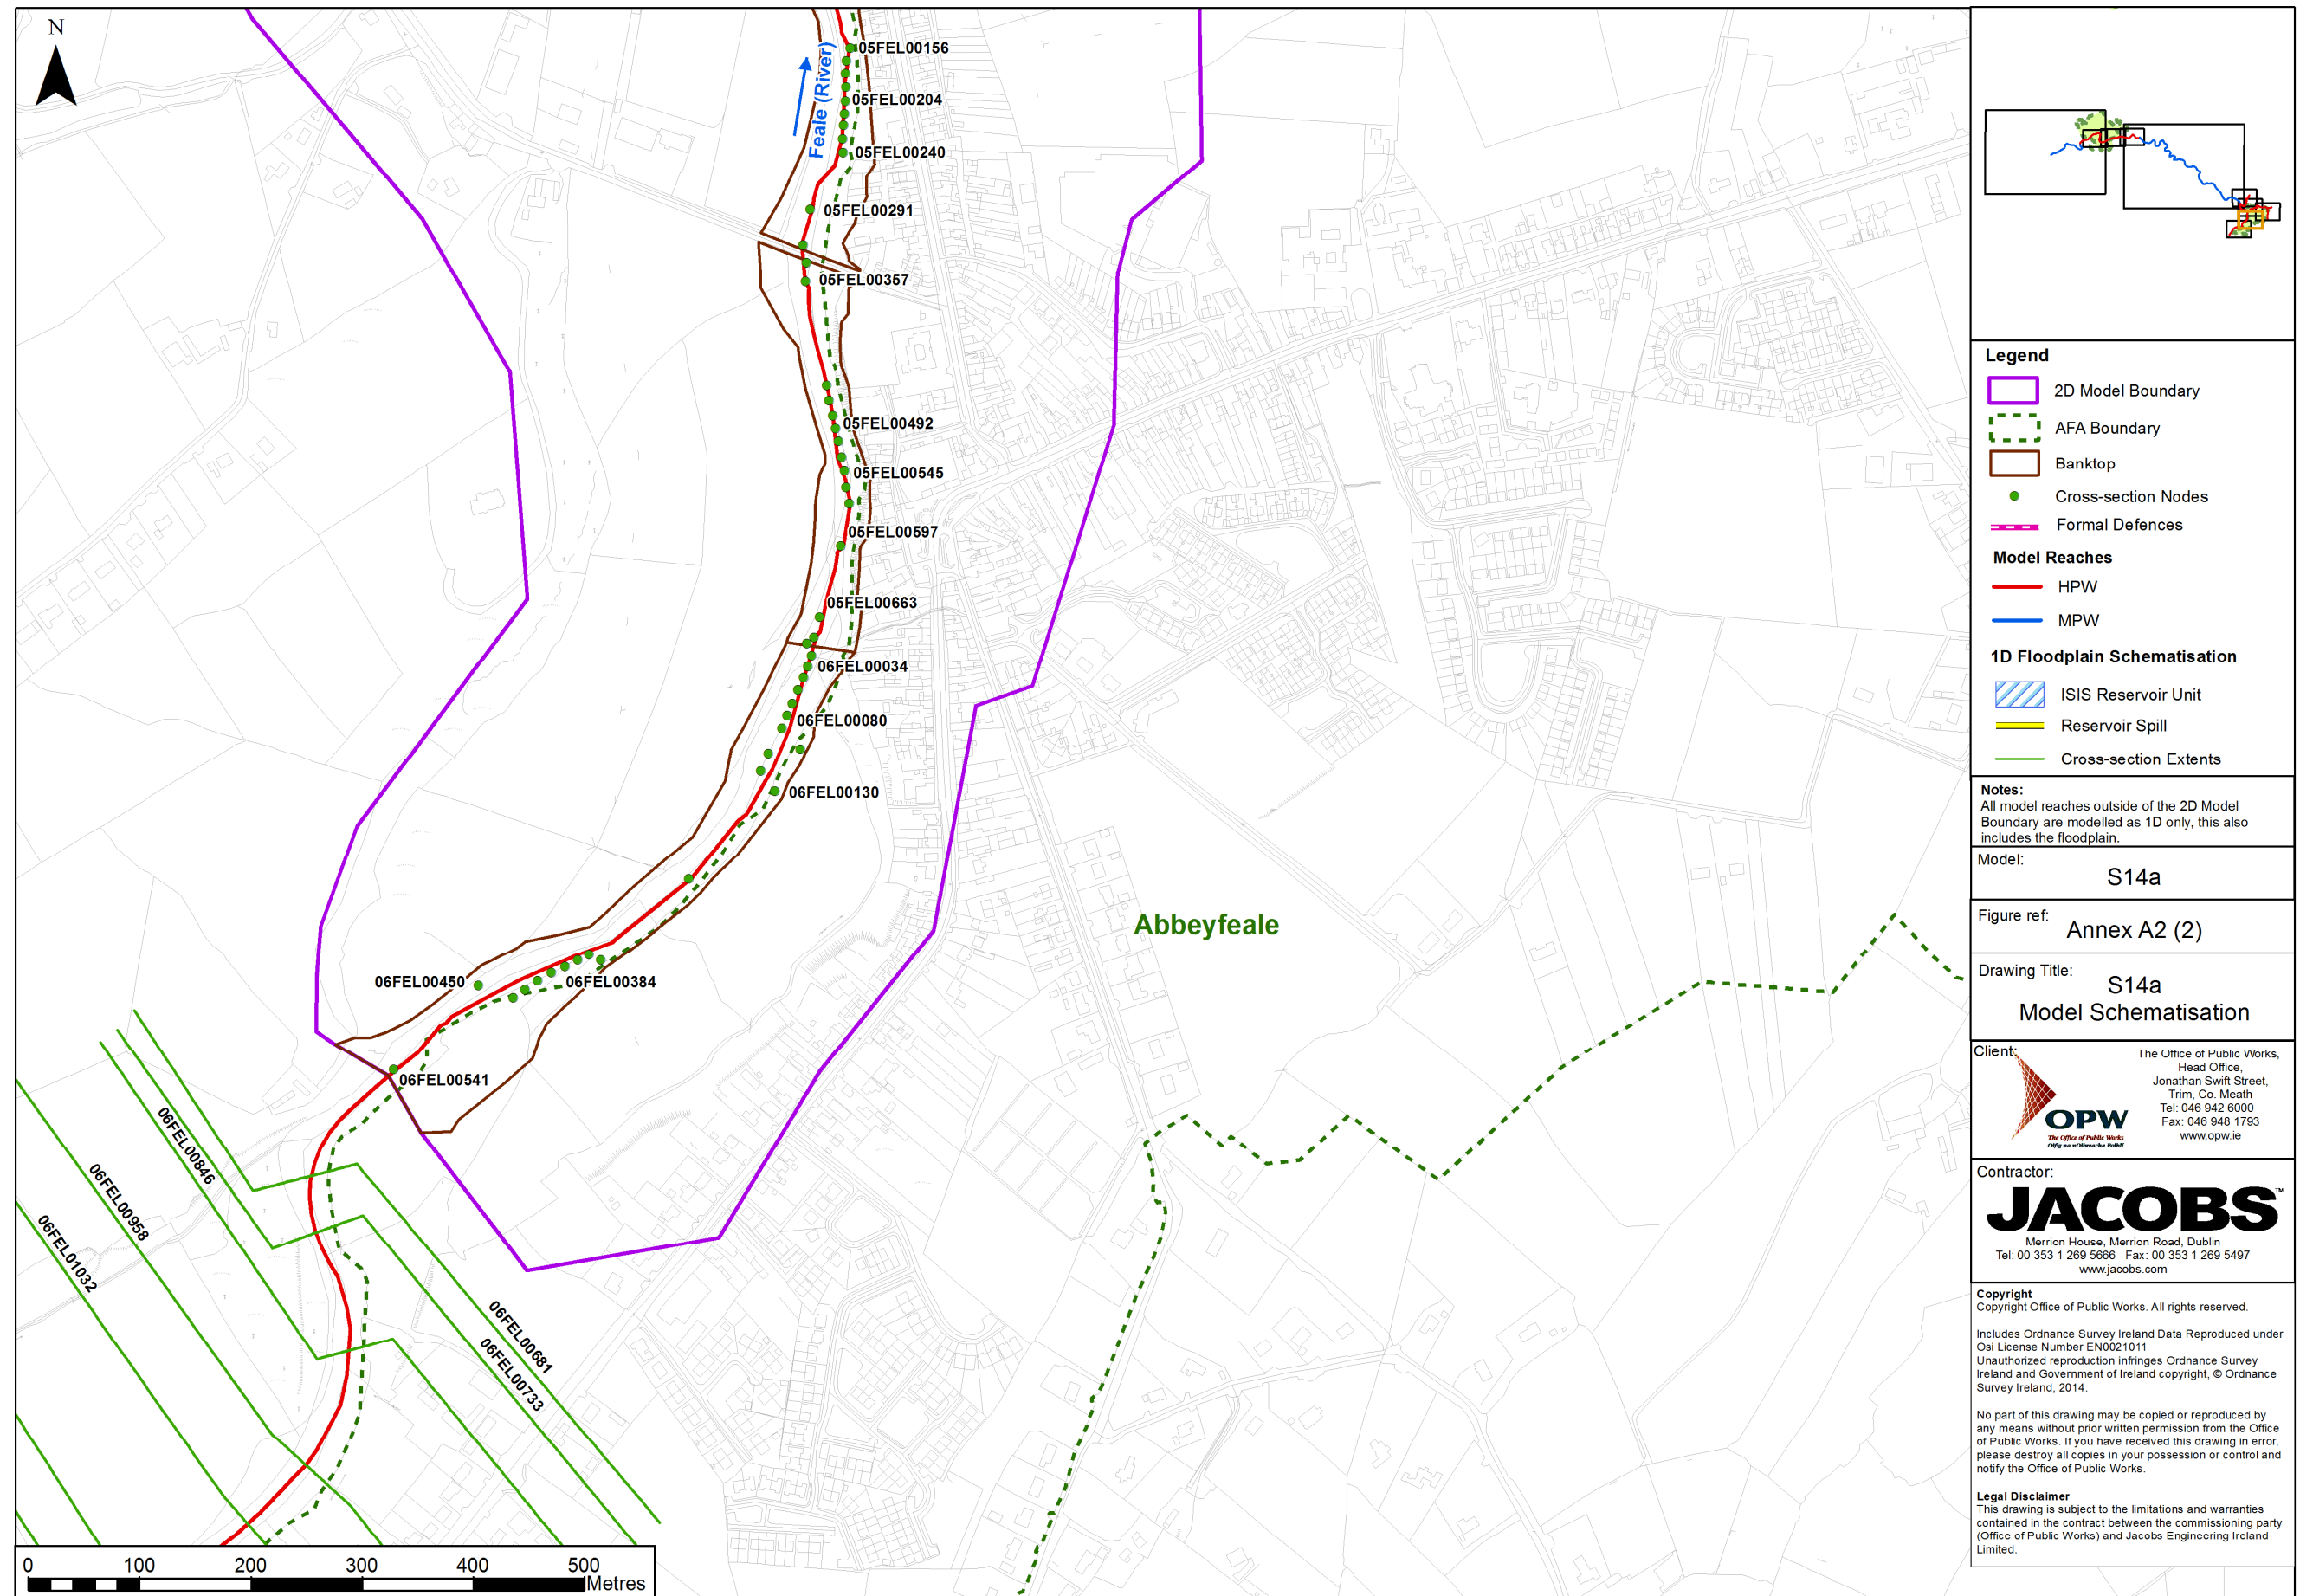 N
Feale (River)
05FEL00156
05FEL00204
05FEL00240
05FEL00291
05FEL00357
05FEL00492
05FEL00545
05FEL00597
05FEL00663
06FEL00034
06FEL00080
06FEL00130
Abbeyfeale
06FEL00450
06FEL00384
06FEL00541
06FEL00846
06FEL00958
06FEL01032
06FEL00681
06FEL00733
0 100 200 300 400 500
Metres
Legend
2D Model Boundary
AFA Boundary
Banktop
Cross-section Nodes
Formal Defences
Model Reaches
HPW
MPW
1D Floodplain Schematisation
ISIS Reservoir Unit
Reservoir Spill
Cross-section Extents
Notes:
All model reaches outside of the 2D Model
Boundary are modelled as 1D only, this also
includes the floodplain.
Model:
S14a
Figure ref:
Annex A2 (2)
Drawing Title:
S14a
Model Schematisation
Client:
The Office of Public Works,
Head Office,
Jonathan Swift Street,
Trim, Co. Meath
Tel: 046 942 6000
Fax: 046 948 1793
www.opw.ie
OPW
The Office of Public Works
Oifig na nOibreacha Poiblí
Contractor:
JACOBS™
Merrion House, Merrion Road, Dublin
Tel: 00 353 1 269 5666 Fax: 00 353 1 269 5497
www.jacobs.com
Copyright
Copyright Office of Public Works. All rights reserved.
Includes Ordnance Survey Ireland Data Reproduced under
Osi License Number EN0021011
Unauthorized reproduction infringes Ordnance Survey
Ireland and Government of Ireland copyright, © Ordnance
Survey Ireland, 2014.
No part of this drawing may be copied or reproduced by
any means without prior written permission from the Office
of Public Works. If you have received this drawing in error,
please destroy all copies in your possession or control and
notify the Office of Public Works.
Legal Disclaimer
This drawing is subject to the limitations and warranties
contained in the contract between the commissioning party
(Office of Public Works) and Jacobs Engineering Ireland
Limited.